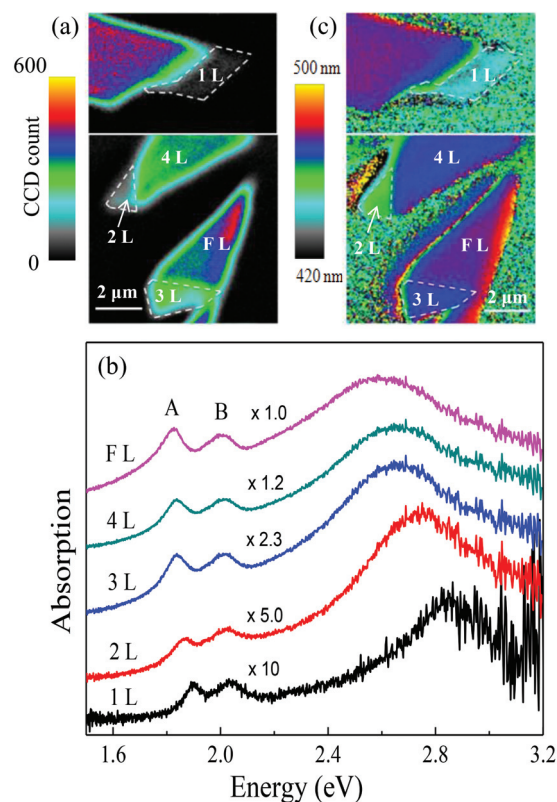 (a)
600
CCD count
0
1 L
4 L
2 L
F L
3 L
2 µm
(c)
500 nm
420 nm
1 L
4 L
2 L
F L
3 L
2 µm
(b)
A
B
x 1.0
F L
x 1.2
4 L
x 2.3
3 L
x 5.0
2 L
x 10
1 L
Absorption
1.6
2.0
2.4
2.8
3.2
Energy (eV)